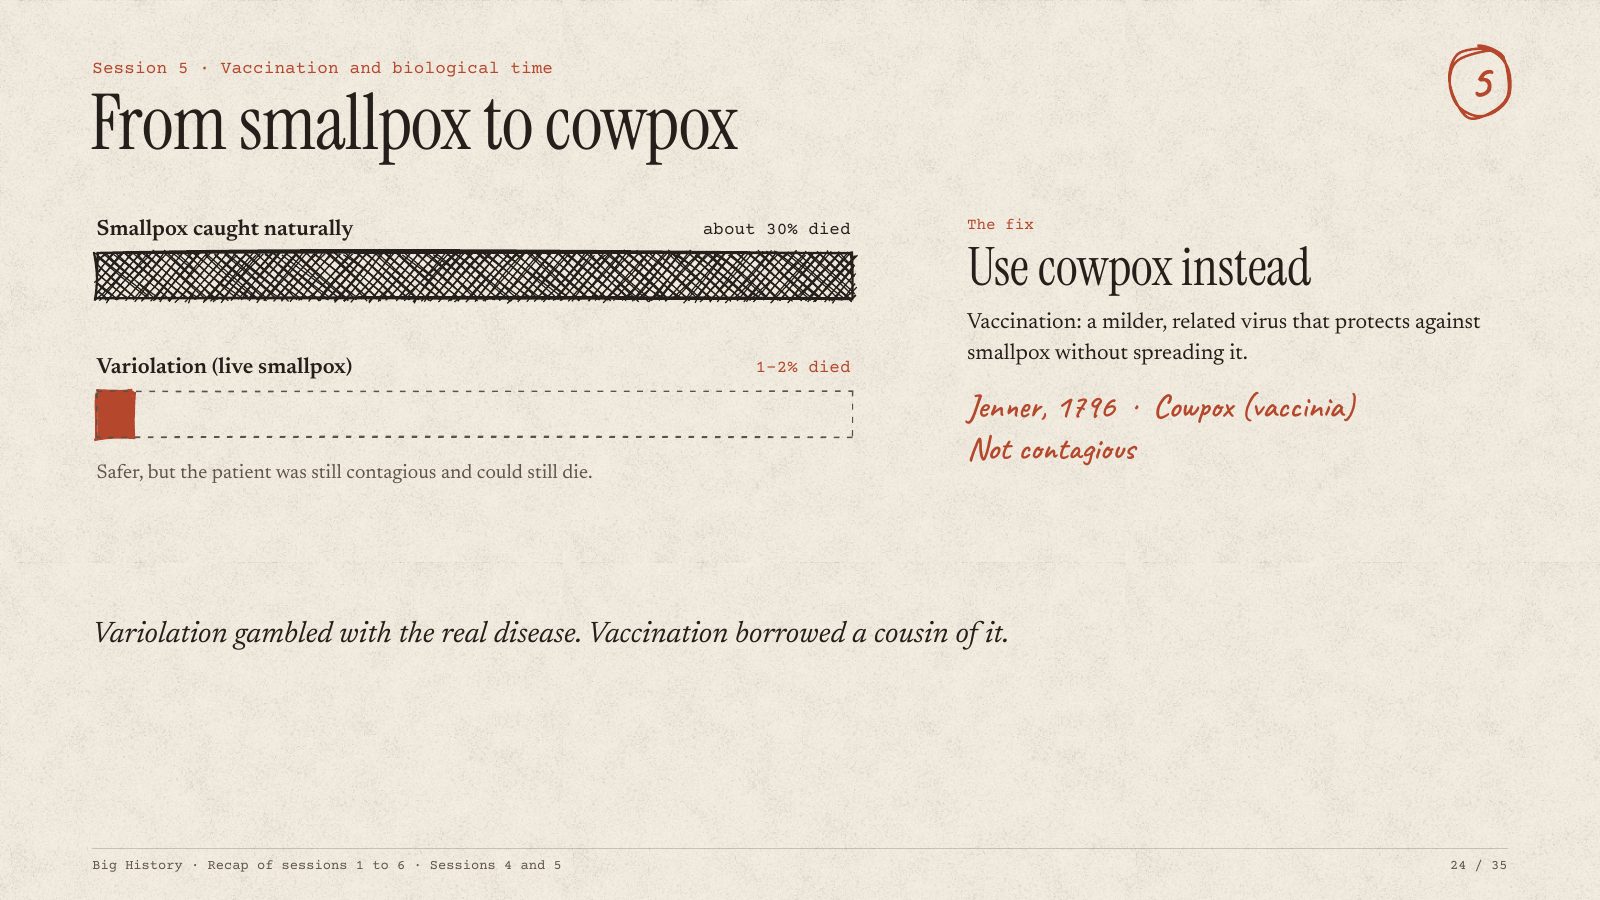 Session 5 · Vaccination and biological time
5
From smallpox to cowpox
Smallpox caught naturally
about 30% died
Variolation (live smallpox)
1–2% died
Safer, but the patient was still contagious and could still die.
The fix
Use cowpox instead
Vaccination: a milder, related virus that protects against
smallpox without spreading it.
Jenner, 1796 · Cowpox (vaccinia)
Not contagious
Variolation gambled with the real disease. Vaccination borrowed a cousin of it.
Big History · Recap of sessions 1 to 6 · Sessions 4 and 5
24 / 35